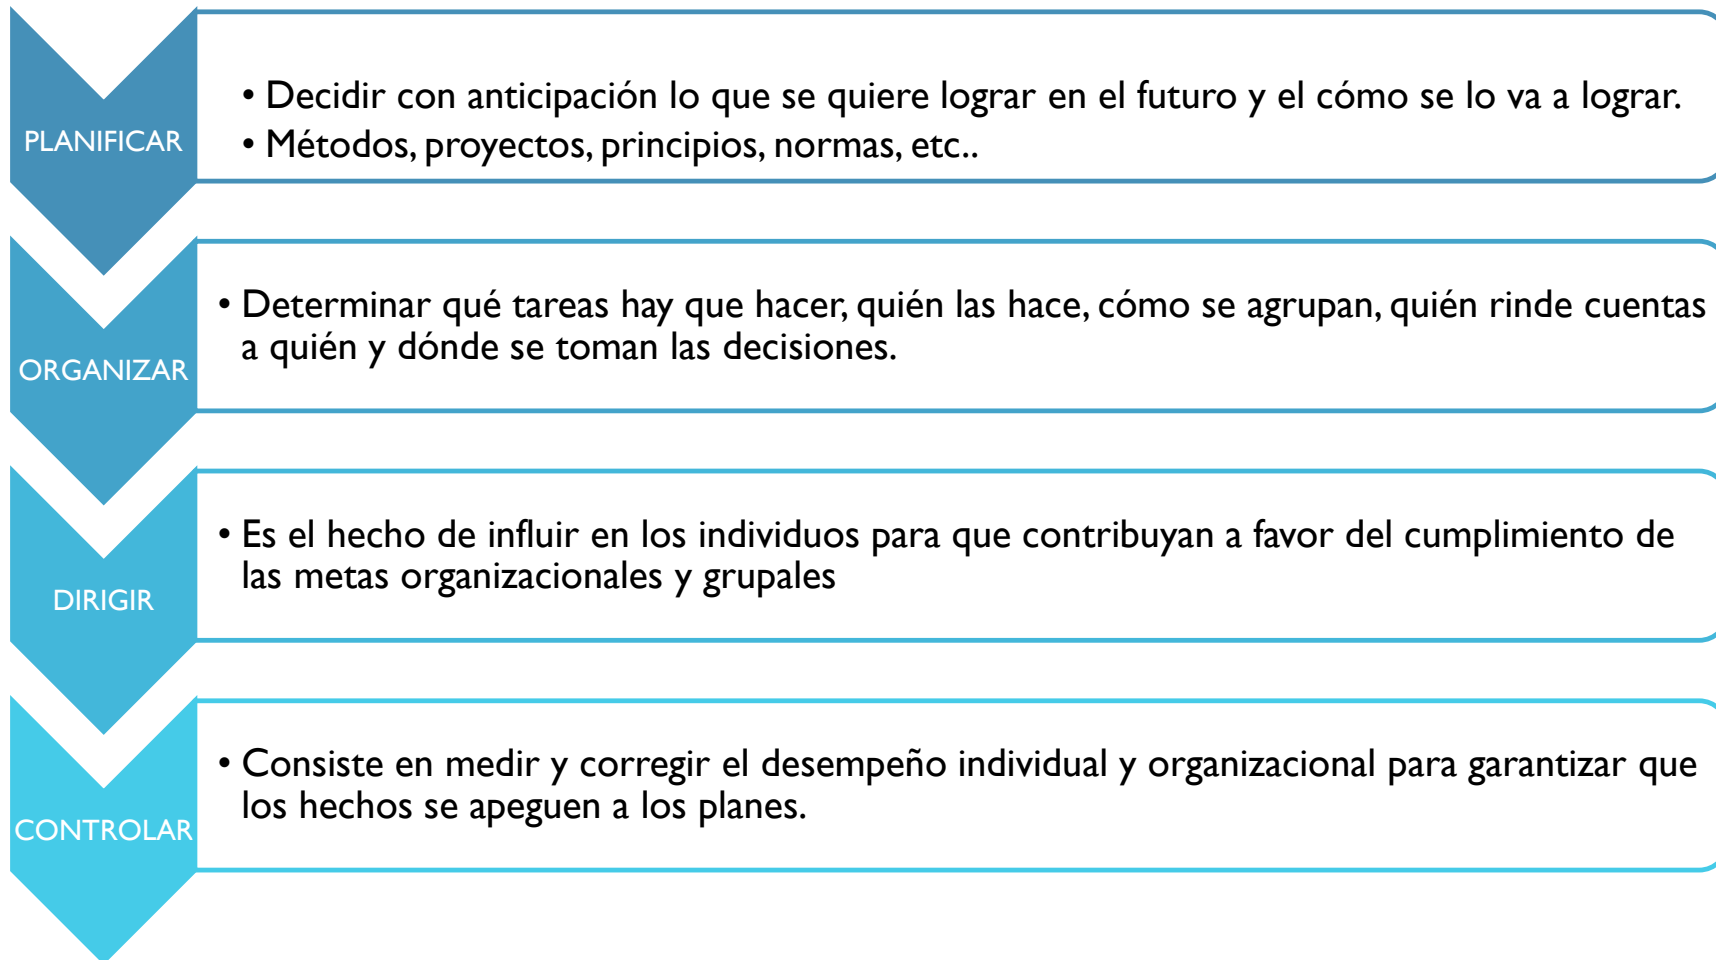 PLANIFICAR
• Decidir con anticipación lo que se quiere lograr en el futuro y el cómo se lo va a lograr.
• Métodos, proyectos, principios, normas, etc..
ORGANIZAR
• Determinar qué tareas hay que hacer, quién las hace, cómo se agrupan, quién rinde cuentas
a quién y dónde se toman las decisiones.
DIRIGIR
• Es el hecho de influir en los individuos para que contribuyan a favor del cumplimiento de
las metas organizacionales y grupales
CONTROLAR
• Consiste en medir y corregir el desempeño individual y organizacional para garantizar que
los hechos se apeguen a los planes.